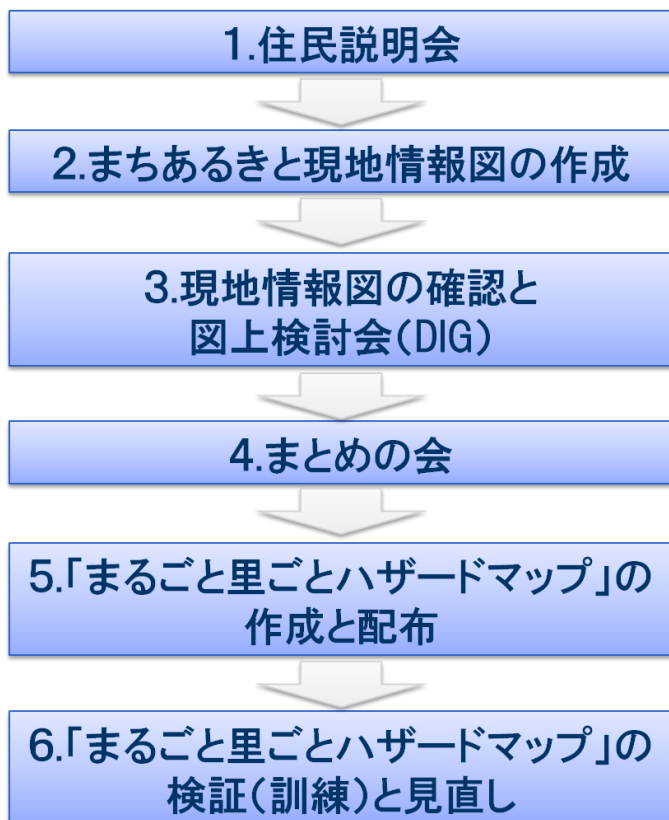 1.住民説明会
2.まちあるきと現地情報図の作成
3.現地情報図の確認と
図上検討会(DIG)
4.まとめの会
5.「まるごと里ごとハザードマップ」の
作成と配布
6.「まるごと里ごとハザードマップ」の
検証(訓練)と見直し